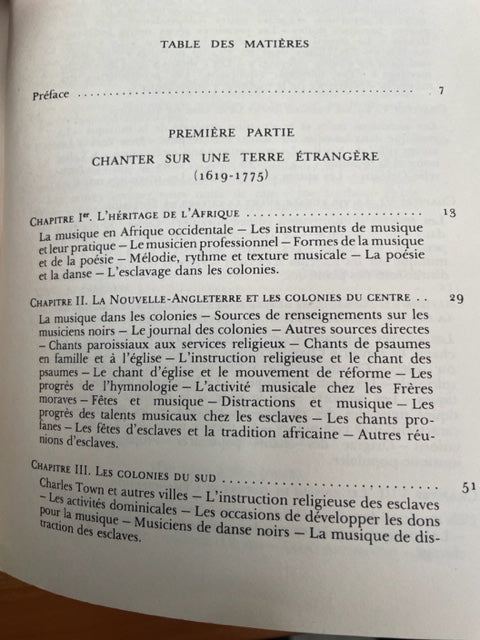 TABLE DES MATIÈRES
Préface . . . . . . . . . . . . . . . . . . . . . . . . . . . . . . . . . . . . . . . . . . 7
PREMIÈRE PARTIE
CHANTER SUR UNE TERRE ÉTRANGÈRE
(1619-1775)
CHAPITRE Ier. L'HÉRITAGE DE L'AFRIQUE . . . . . . . . . . . . . . . . . . . . . . 13
La musique en Afrique occidentale – Les instruments de musique
et leur pratique – Le musicien professionnel – Formes de la musique
et de la poésie – Mélodie, rythme et texture musicale – La poésie
et la danse – L'esclavage dans les colonies.
CHAPITRE II. LA NOUVELLE-ANGLETERRE ET LES COLONIES DU CENTRE . . 29
La musique dans les colonies – Sources de renseignements sur les
musiciens noirs – Le journal des colonies – Autres sources directes
– Chants paroissiaux aux services religieux – Chants de psaumes
en famille et à l'église – L'instruction religieuse et le chant des
psaumes – Le chant d'église et le mouvement de réforme – Les
progrès de l'hymnologie – L'activité musicale chez les Frères
moraves – Fêtes et musique – Distractions et musique – Les
progrès des talents musicaux chez les esclaves – Les chants pro-
fanes – Les fêtes d'esclaves et la tradition africaine – Autres réu-
nions d'esclaves.
CHAPITRE III. LES COLONIES DU SUD . . . . . . . . . . . . . . . . . . . . . . . . . . 51
Charles Town et autres villes – L'instruction religieuse des esclaves
– Les activités dominicales – Les occasions de développer les dons
pour la musique – Musiciens de danse noirs – La musique de dis-
traction des esclaves.